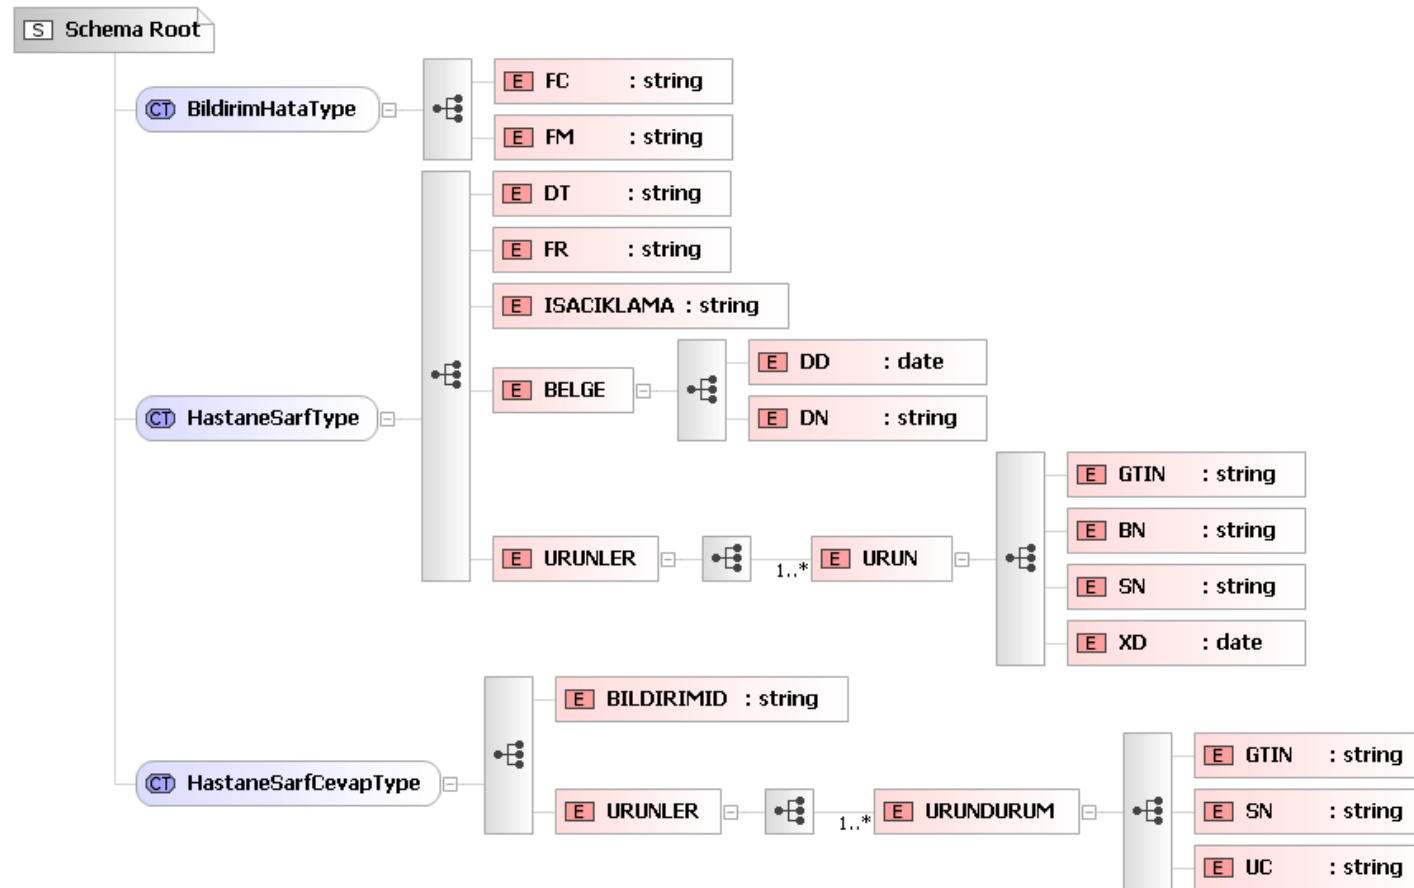 S Schema Root
CT BildirimHataType
E FC : string
E FM : string
E DT : string
E FR : string
E ISACIKLAMA : string
E BELGE
E DD : date
E DN : string
CT HastaneSarfType
E URUNLER
1..*
E URUN
E GTIN : string
E BN : string
E SN : string
E XD : date
E BILDIRIMID : string
CT HastaneSarfCevapType
E URUNLER
1..*
E URUNDURUM
E GTIN : string
E SN : string
E UC : string